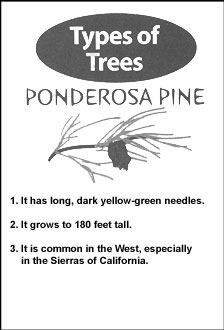 Types of
Trees
PONDEROSA PINE
1. It has long, dark yellow-green needles.
2. It grows to 180 feet tall.
3. It is common in the West, especially
in the Sierras of California.